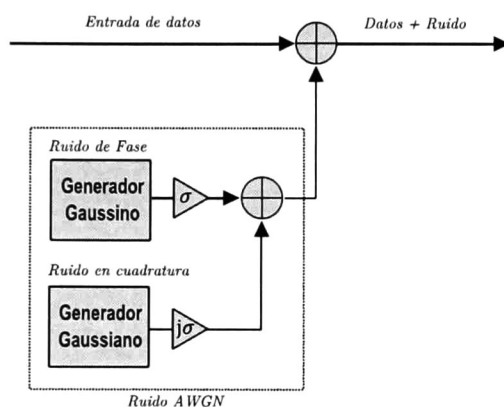 Entrada de datos
Datos + Ruido
Ruido de Fase
Generador
Gaussino
σ
Ruido en cuadratura
Generador
Gaussiano
jσ
Ruido AWGN